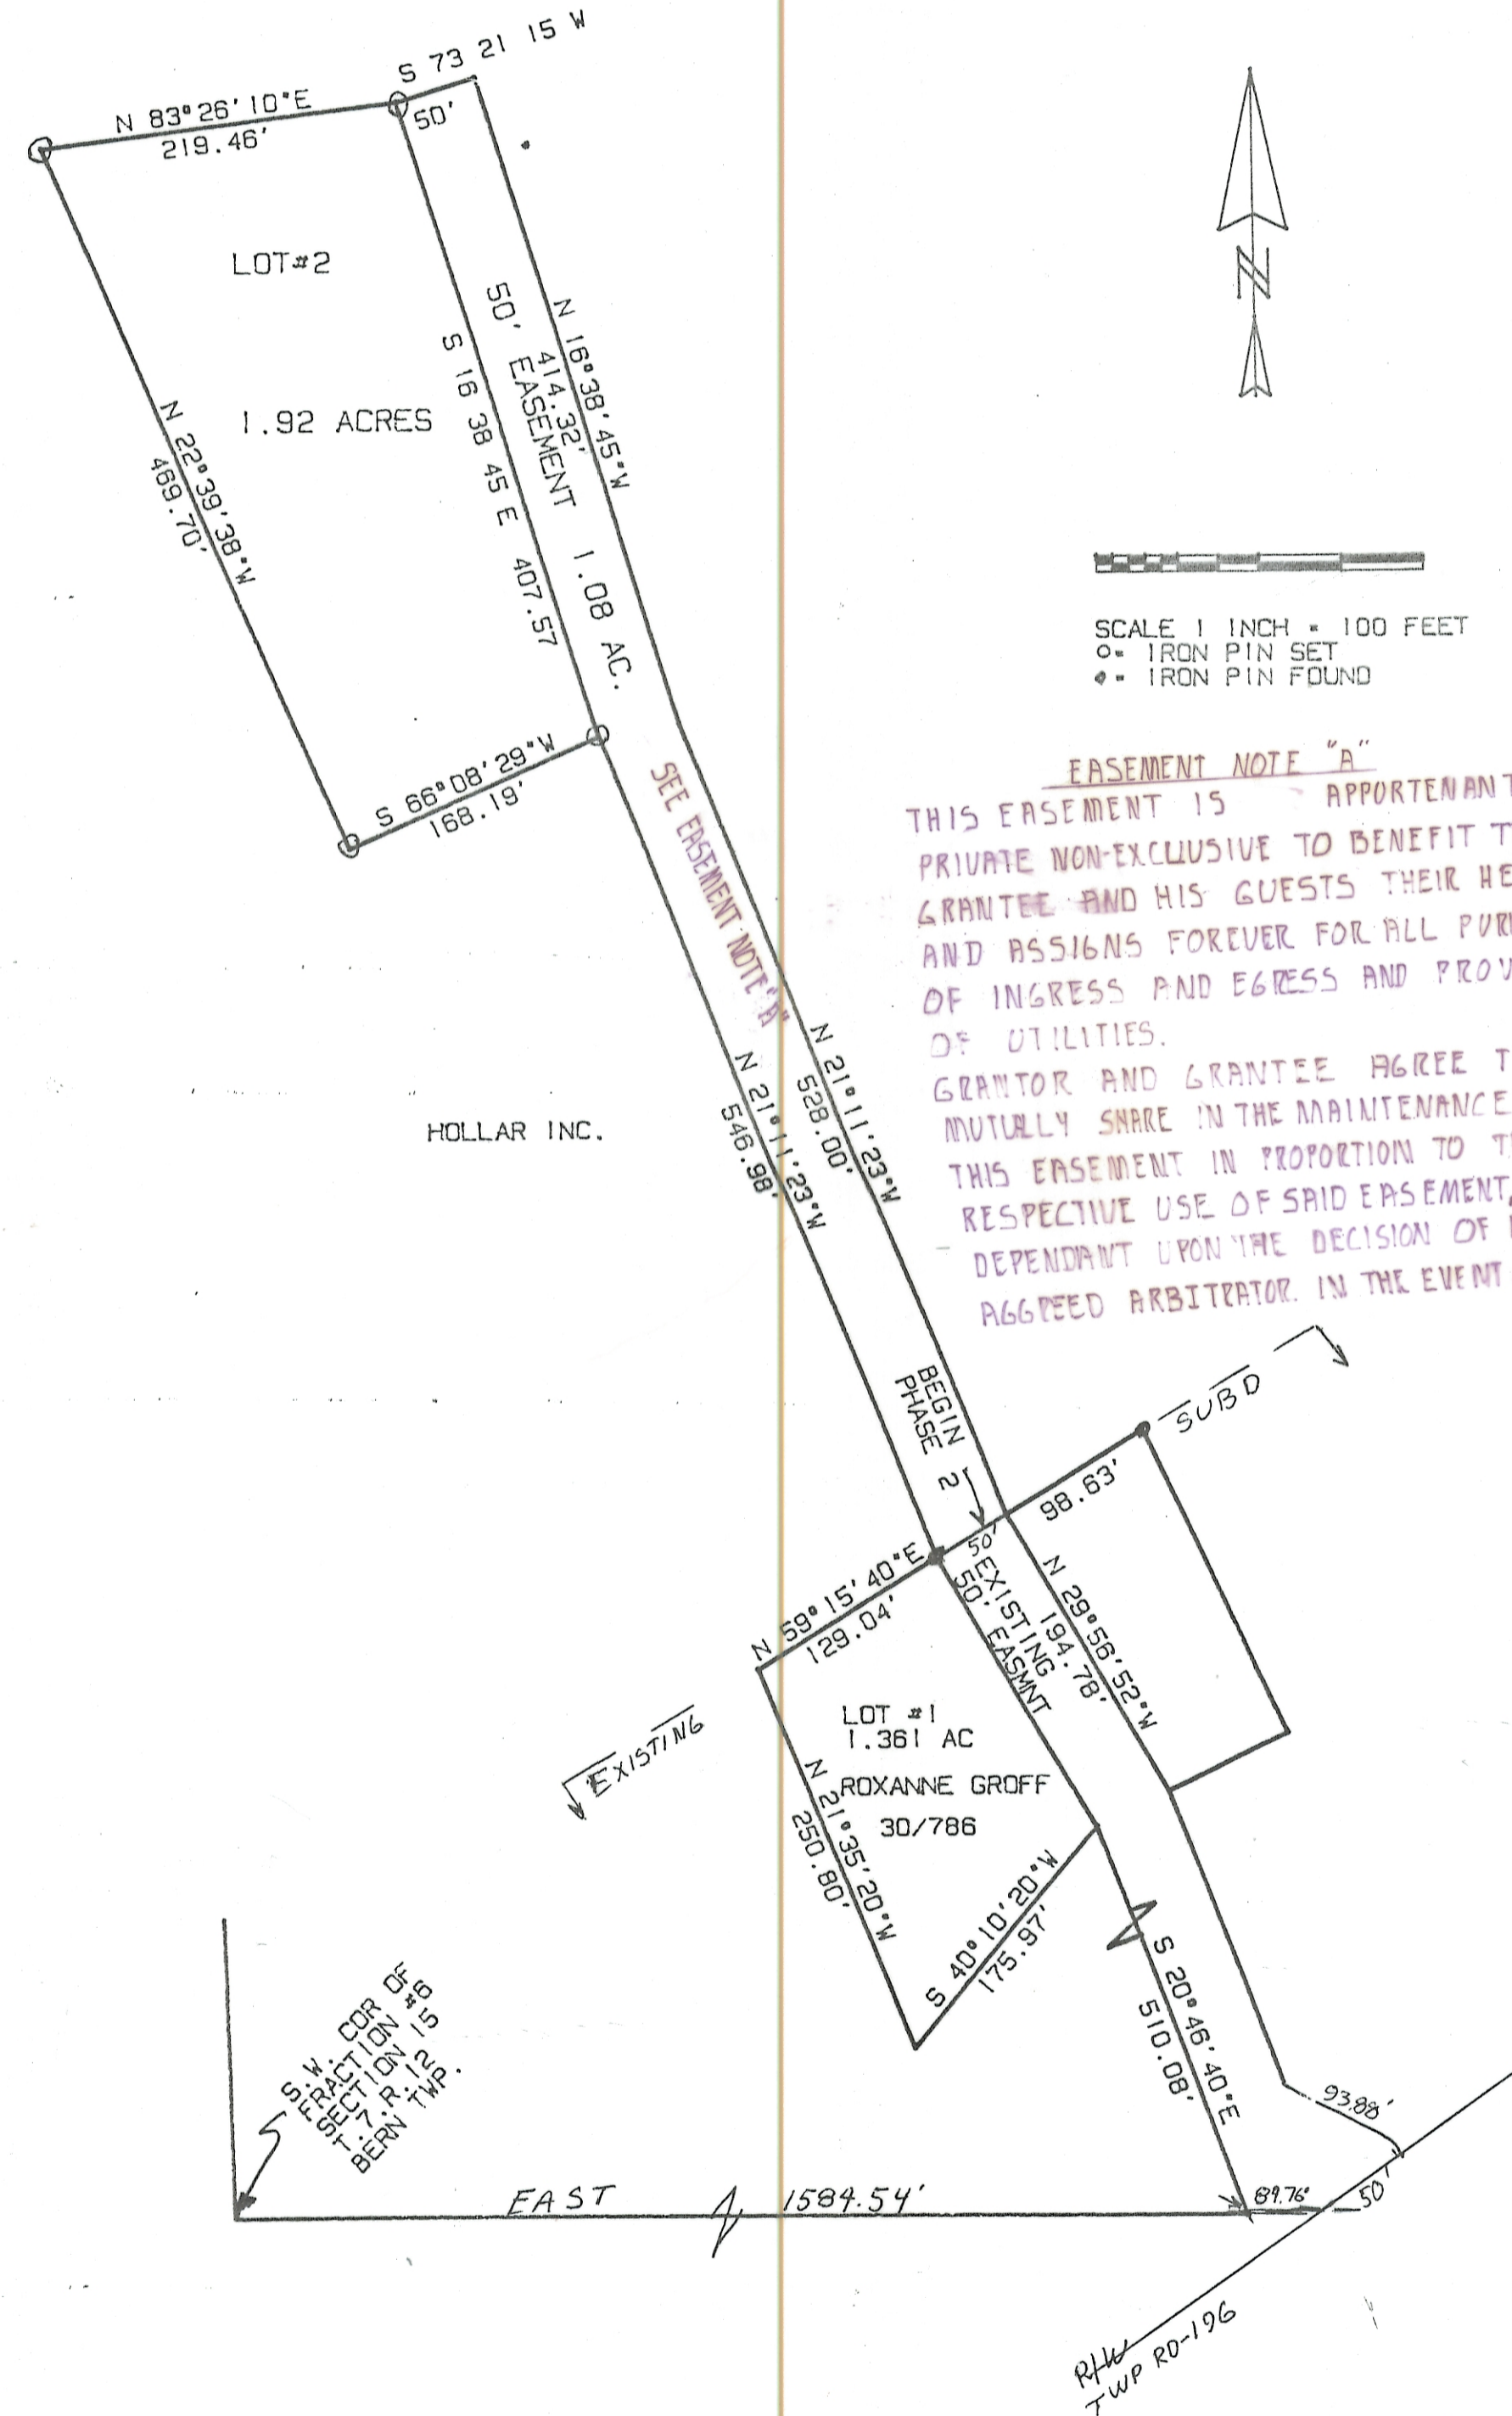 S 73 21 15 W
50'
N 83°26'10"E
219.46'
LOT#2
1.92 ACRES
N 22°39'38"W
469.70'
S 16 38 45 E 407.57
50' EASEMENT 1.08 AC.
N 16°38'45"W
414.32'
S 66°08'29"W
168.19'
N
SCALE 1 INCH = 100 FEET
O= IRON PIN SET
●= IRON PIN FOUND
SEE EASEMENT NOTE "A"
EASEMENT NOTE "A"
THIS EASEMENT IS APPORTENANT
PRIVATE NON-EXCLUSIVE TO BENEFIT T
GRANTEE AND HIS GUESTS THEIR HE
AND ASSIGNS FOREVER FOR ALL PUR
OF INGRESS AND EGRESS AND PROV
OF UTILITIES.
GRANTOR AND GRANTEE AGREE T
MUTUALLY SHARE IN THE MAINTENANCE
THIS EASEMENT IN PROPORTION TO T
RESPECTIVE USE OF SAID EASEMENT,
DEPENDANT UPON THE DECISION OF
AGGREED ARBITRATOR. IN THE EVENT
HOLLAR INC.
N 21°11'23"W
546.98'
N 21°11'23"W
528.00'
BEGIN
PHASE 2
SUBD
98.63'
50'
N 59°15'40"E
129.04'
EXISTING
50' EASMNT
N 29°56'52"W
194.78'
EXISTING
LOT #1
1.361 AC
ROXANNE GROFF
30/786
N 21°35'20"W
250.80'
S 40°10'20"W
175.97'
S 20°46'40"E
510.08'
S.W. COR OF
FRACTION #6
SECTION 15
T.7.R.12
BERN TWP.
93.88'
EAST 1584.54'
89.76'
50'
R/W
TWP RD-196